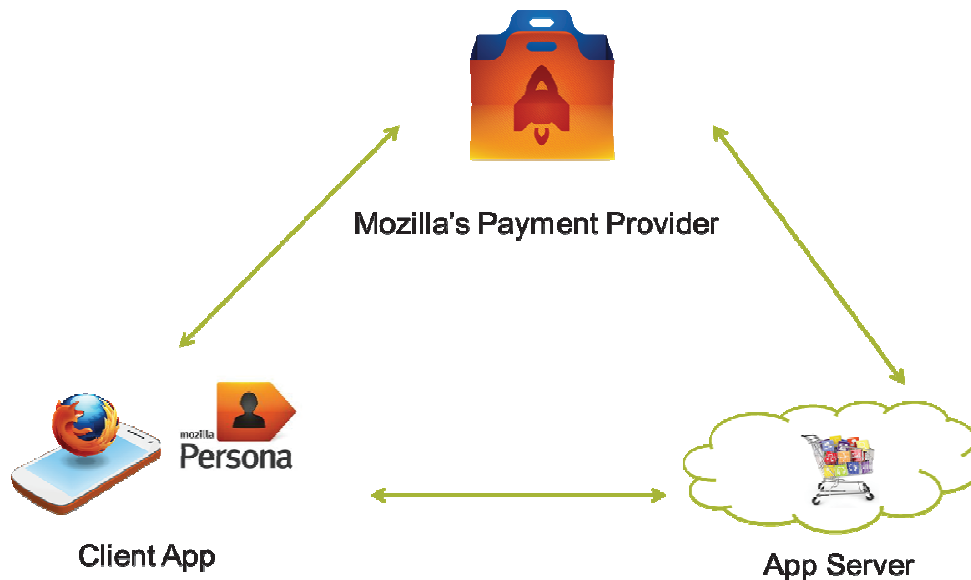 Mozilla's Payment Provider
mozilla
Persona
Client App
App Server